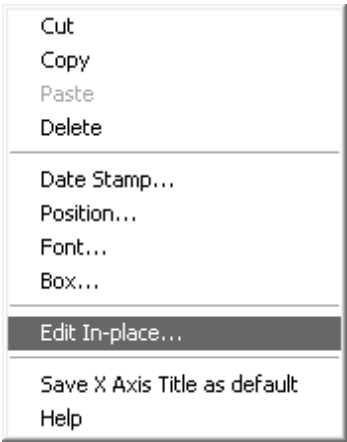 Cut
Copy
Paste
Delete
Date Stamp...
Position...
Font...
Box...
Edit In-place...
Save X Axis Title as default
Help